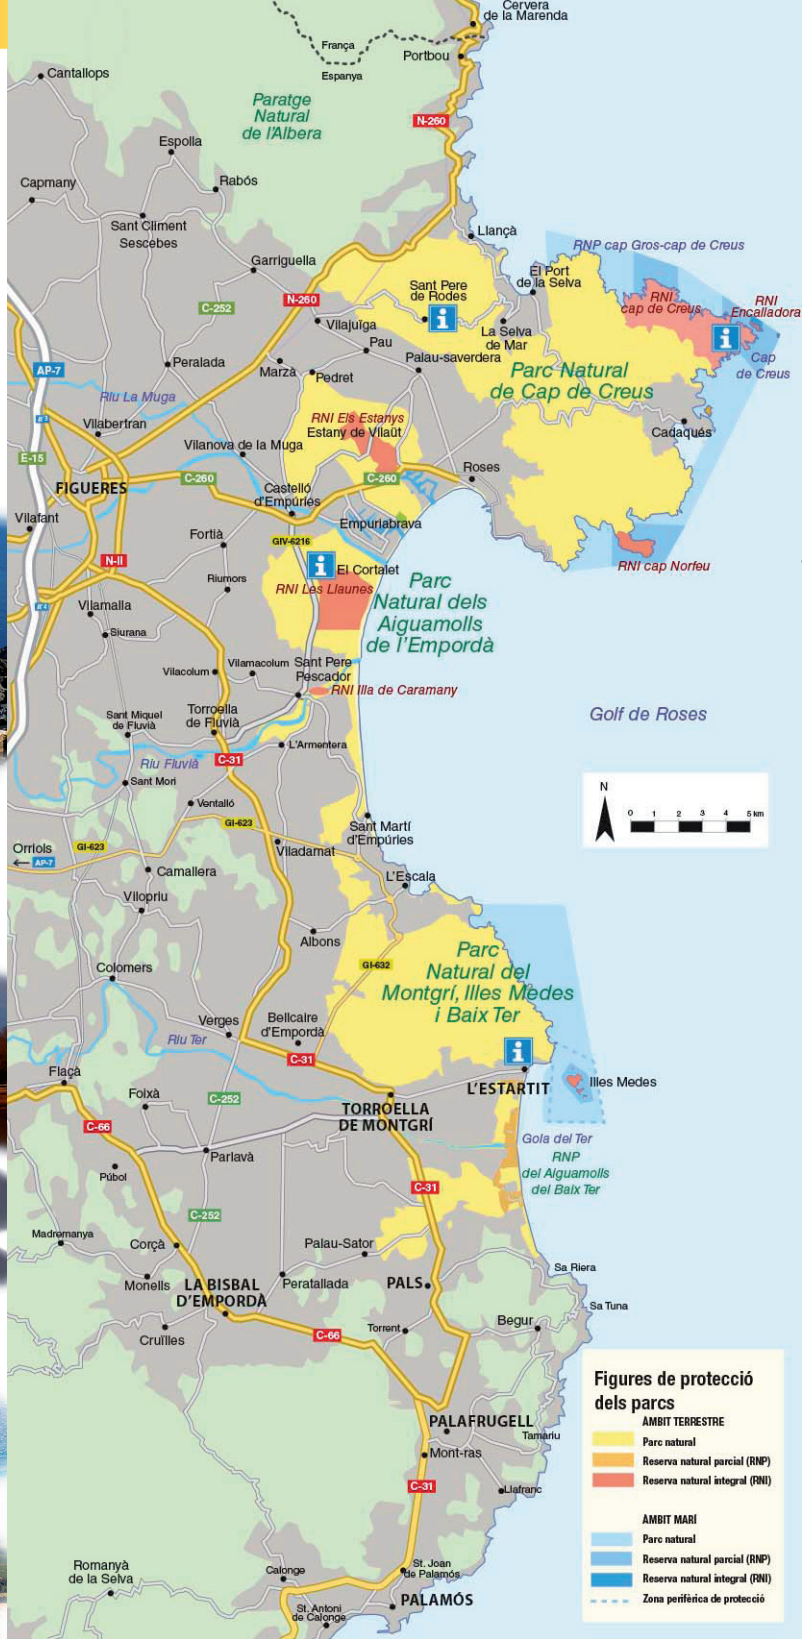 Cervera
de la Marenda
França
Espanya
Portbou
Cantallops
Paratge
Natural
de l'Albera
N-260
Espolla
Rabós
Capmany
Sant Climent
Sescebes
Llançà
RNP cap Gros-cap de Creus
Garriguella
El Port
de la Selva
Sant Pere
de Rodes
N-260
C-252
RNI
cap de Creus
RNI
Encalladora
i
i
Vilajuïga
La Selva
de Mar
Pau
Palau-saverdera
Cap
de Creus
Peralada
AP-7
Marzà
Pedret
Parc Natural
de Cap de Creus
Riu La Muga
RNI Els Estanys
Estany de Vilaüt
Vilabertran
Cadaqués
Vilanova de la Muga
E-15
C-260
C-260
Roses
FIGUERES
Castelló
d'Empúries
Vilafant
Empuriabrava
Fortià
GIV-6216
N-II
i
El Cortalet
RNI cap Norfeu
Riumors
RNI Les Llaunes
Parc
Natural dels
Aiguamolls
de l'Empordà
Vilamalla
Siurana
Vilacolum
Vilamacolum
Sant Pere
Pescador
RNI Illa de Caramany
Sant Miquel
de Fluvià
Torroella
de Fluvià
Golf de Roses
L'Armentera
Riu Fluvià
C-31
Sant Mori
N
0 1 2 3 4 5 km
Ventalló
GI-623
Sant Martí
d'Empúries
Orriols
AP-7
GI-623
Viladamat
Camallera
L'Escala
Vilopriu
Albons
Parc
Natural del
Montgrí, Illes Medes
i Baix Ter
GI-632
Colomers
Verges
Bellcaire
d'Empordà
Riu Ter
i
C-31
Flaçà
L'ESTARTIT
Illes Medes
Foixà
C-252
TORROELLA
DE MONTGRÍ
C-66
Gola del Ter
RNP
del Aiguamolls
del Baix Ter
Parlavà
Púbol
C-31
C-252
Madremanya
Corçà
Palau-Sator
Monells
LA BISBAL
D'EMPORDÀ
Peratallada
PALS
Sa Riera
Sa Tuna
Cruïlles
C-66
Torrent
Begur
PALAFRUGELL
Tamariu
Mont-ras
C-31
Llafranc
Romanyà
de la Selva
Calonge
St. Joan
de Palamós
St. Antoni
de Calonge
PALAMÓS
Figures de protecció
dels parcs
ÀMBIT TERRESTRE
Parc natural
Reserva natural parcial (RNP)
Reserva natural integral (RNI)
ÀMBIT MARÍ
Parc natural
Reserva natural parcial (RNP)
Reserva natural integral (RNI)
Zona perifèrica de protecció